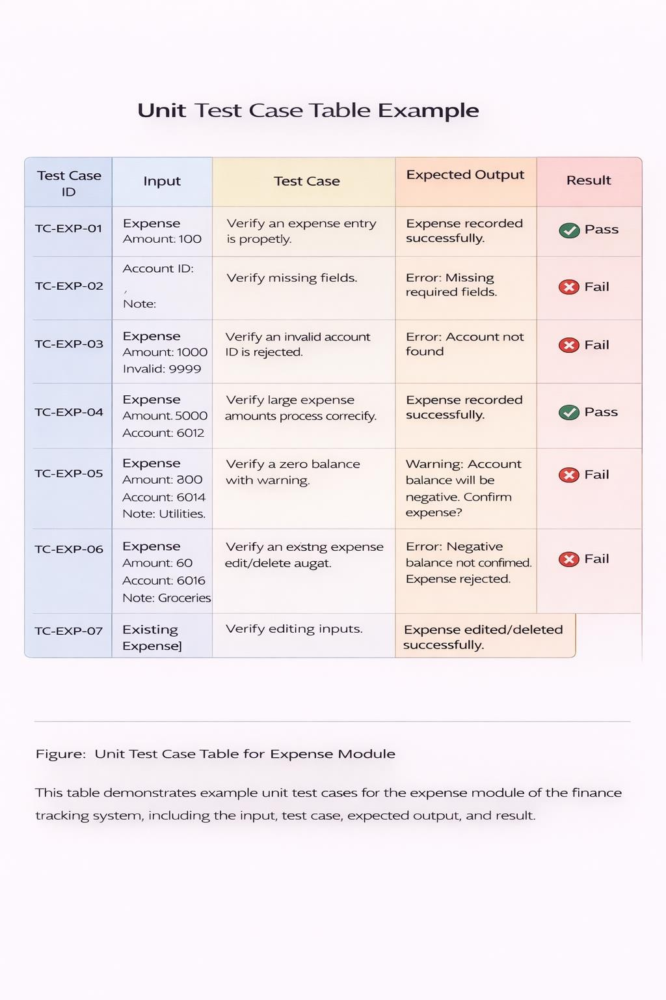 Unit Test Case Table Example
Test Case
ID
Input
Test Case
Expected Output
Result
TC-EXP-01
Expense
Amount: 100
Verify an expense entry
is propetly.
Expense recorded
successfully.
Pass
TC-EXP-02
Account ID:
,
Note:
Verify missing fields.
Error: Missing
required fields.
Fail
TC-EXP-03
Expense
Amount: 1000
Invalid: 9999
Verify an invalid account
ID is rejected.
Error: Account not
found
Fail
TC-EXP-04
Expense
Amount. 5000
Account: 6012
Verify large expense
amounts process correcify.
Expense recorded
successfully.
Pass
TC-EXP-05
Expense
Amount:
Account: 6014
Note: Utilities.
Verify a zero balance
with warning.
Warning: Account
balance will be
negative. Confirm
expense?
Fail
TC-EXP-06
Expense
Amount: 60
Account: 6016
Note: Groceries
Verify an exstng expense
edit/delete augat.
Error: Negative
balance not confimed.
Expense rejected.
Fail
TC-EXP-07
Existing
Expense]
Verify editing inputs.
Expense edited/deleted
successfully.
Figure: Unit Test Case Table for Expense Module
This table demonstrates example unit test cases for the expense module of the finance
tracking system, including the input, test case, expected output, and result.